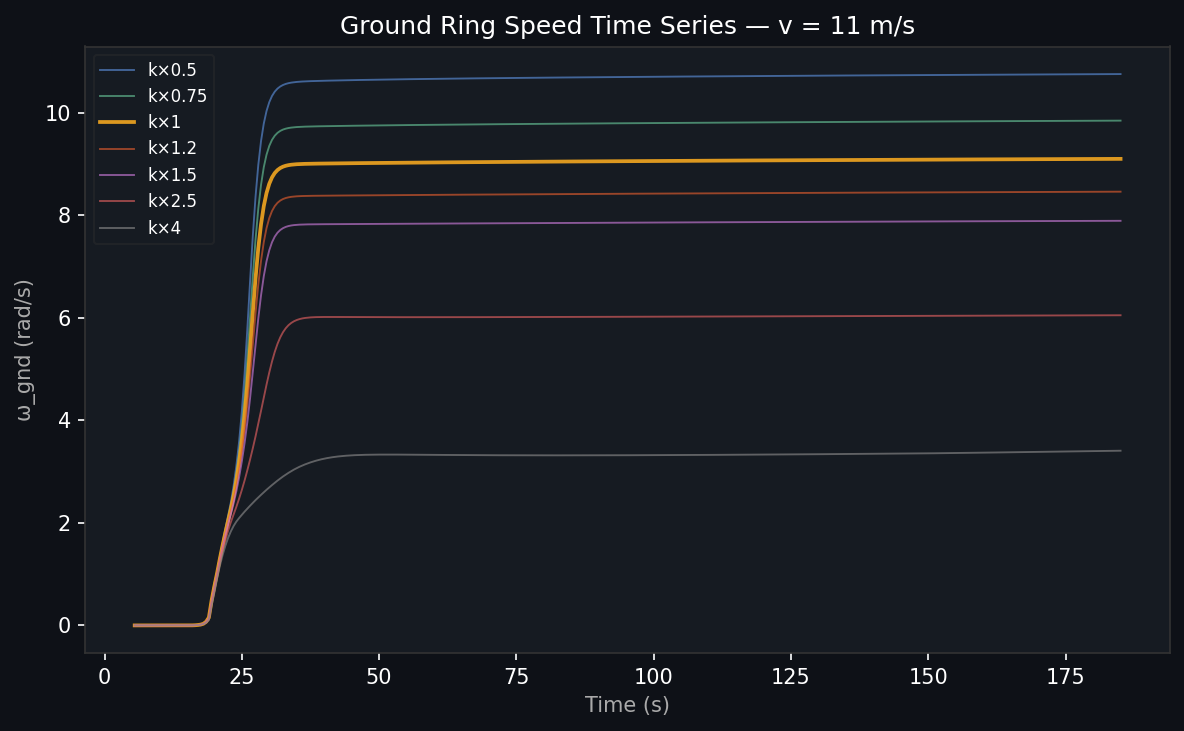 Ground Ring Speed Time Series — v = 11 m/s
k×0.5
k×0.75
k×1
k×1.2
k×1.5
k×2.5
k×4
ω_gnd (rad/s)
10
8
6
4
2
0
0 25 50 75 100 125 150 175
Time (s)